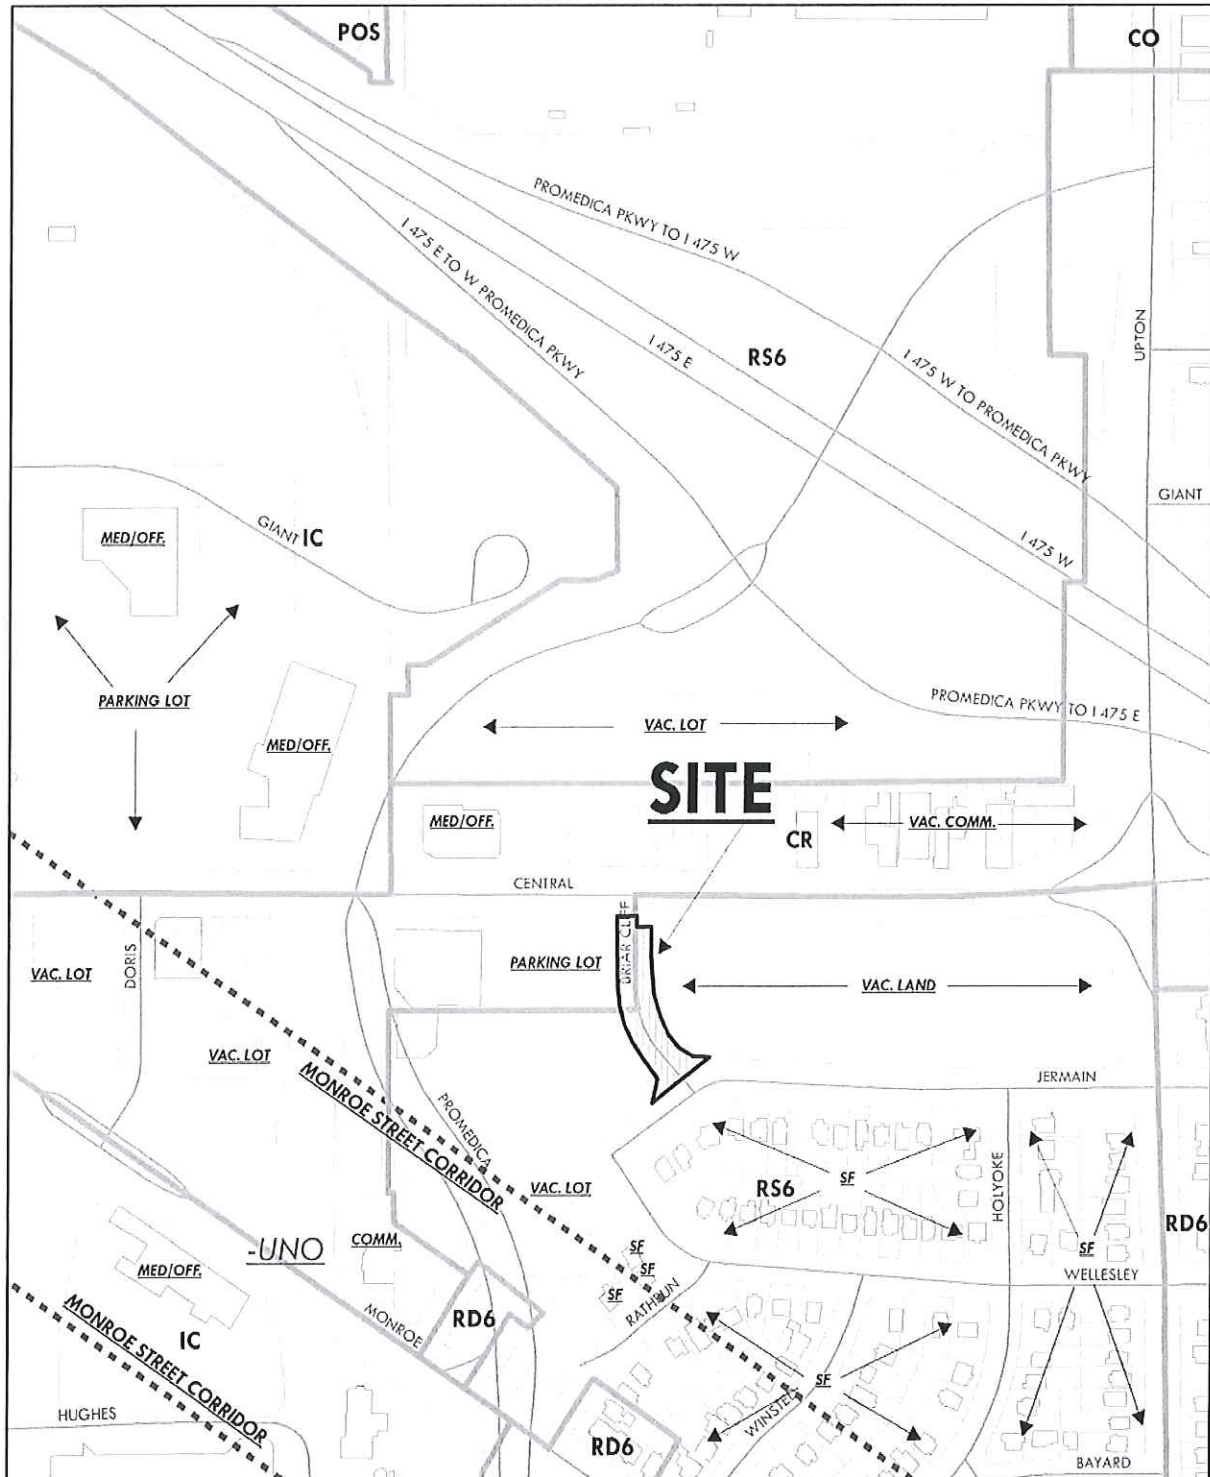 POS
CO
PROMEDICA PKWY TO I 475 W
I 475 E TO W PROMEDICA PKWY
UPTON
I 475 E
RS6
I 475 W TO PROMEDICA PKWY
GIANT
MED/OFF.
GIANT
IC
I 475 W
PARKING LOT
PROMEDICA PKWY TO I 475 E
VAC. LOT
MED/OFF.
SITE
MED/OFF.
CR
VAC. COMM.
CENTRAL
BRIAR CLIFF
DORIS
PARKING LOT
VAC. LOT
VAC. LAND
VAC. LOT
JERMAIN
MONROE STREET CORRIDOR
PROMEDICA
HOLYOKE
VAC. LOT
RS6
SF
RD6
-UNO
COMM.
SF
SF
SF
SF
MED/OFF.
WELLESLEY
RATHBUN
MONROE
RD6
MONROE STREET CORRIDOR
IC
SF
WINSTED
HUGHES
RD6
BAYARD